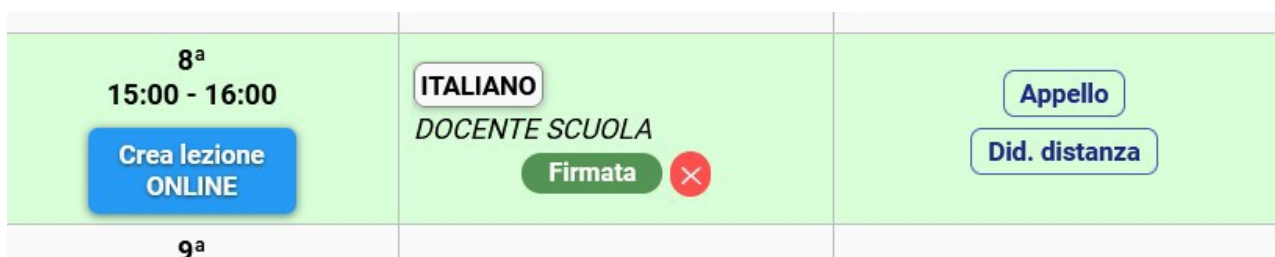 8ª
15:00 - 16:00
Crea lezione
ONLINE
ITALIANO
DOCENTE SCUOLA
Firmata
Appello
Did. distanza
9ª